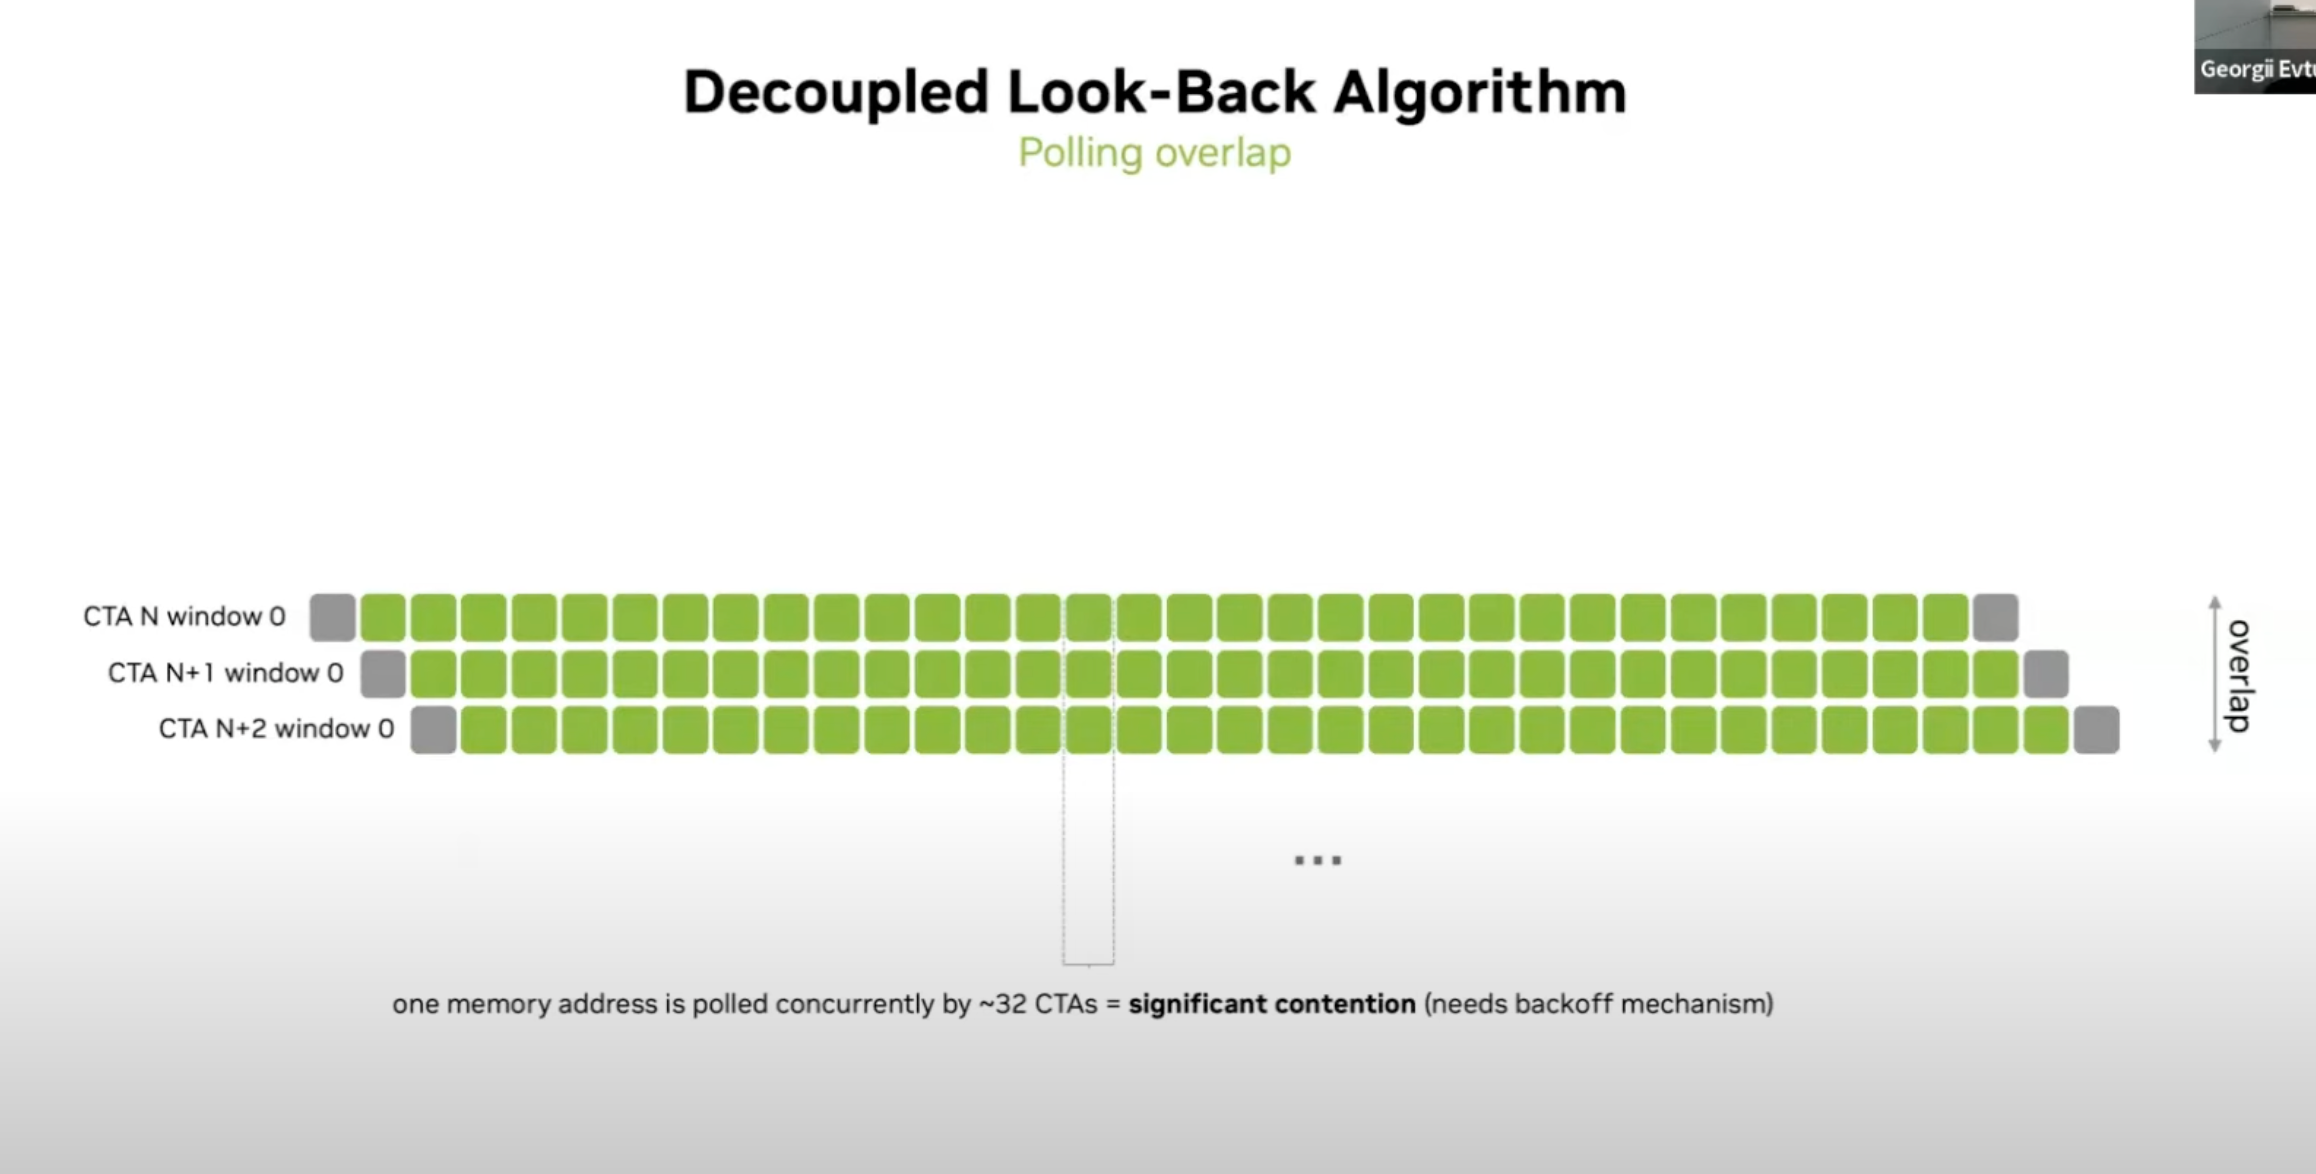 Georgii
Decoupled Look-Back Algorithm
Polling overlap
CTA N window 0
CTA N+1 window 0
CTA N+2 window 0
overlap
...
one memory address is polled concurrently by ~32 CTAs = significant contention (needs backoff mechanism)